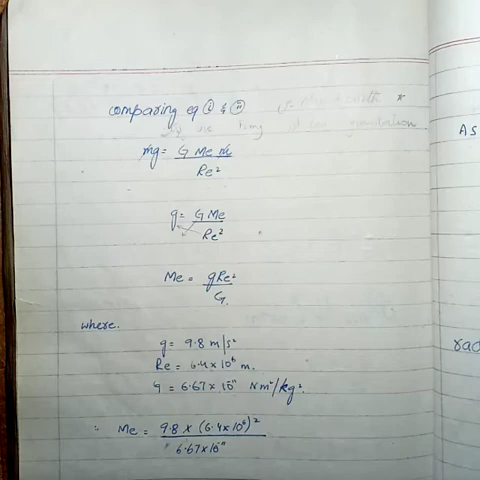 comparing eq ① & ②
mg = G Me m / Re²
g = G Me / Re²
Me = gRe² / G
where.
g = 9.8 m/s²
Re = 6.4 x 10⁶ m.
G = 6.67 x 10⁻¹¹ Nm²/kg².
∴ Me = 9.8 x (6.4 x 10⁶)² / 6.67 x 10⁻¹¹
AS
rad